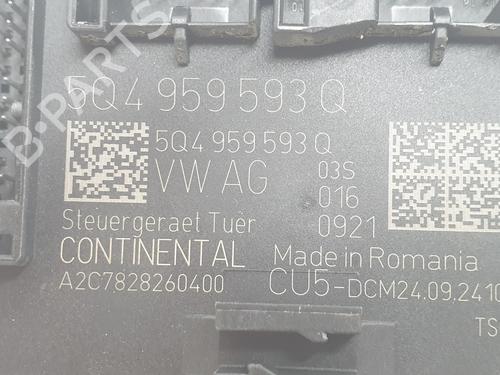 5Q4 959 593 Q
5Q4 959 593 Q
VW AG
03S
016
0921
Steuergeraet Tuer
CONTINENTAL
Made in Romania
A2C7828260400
CU5-DCM24.09.2410
TS
B-PARTS